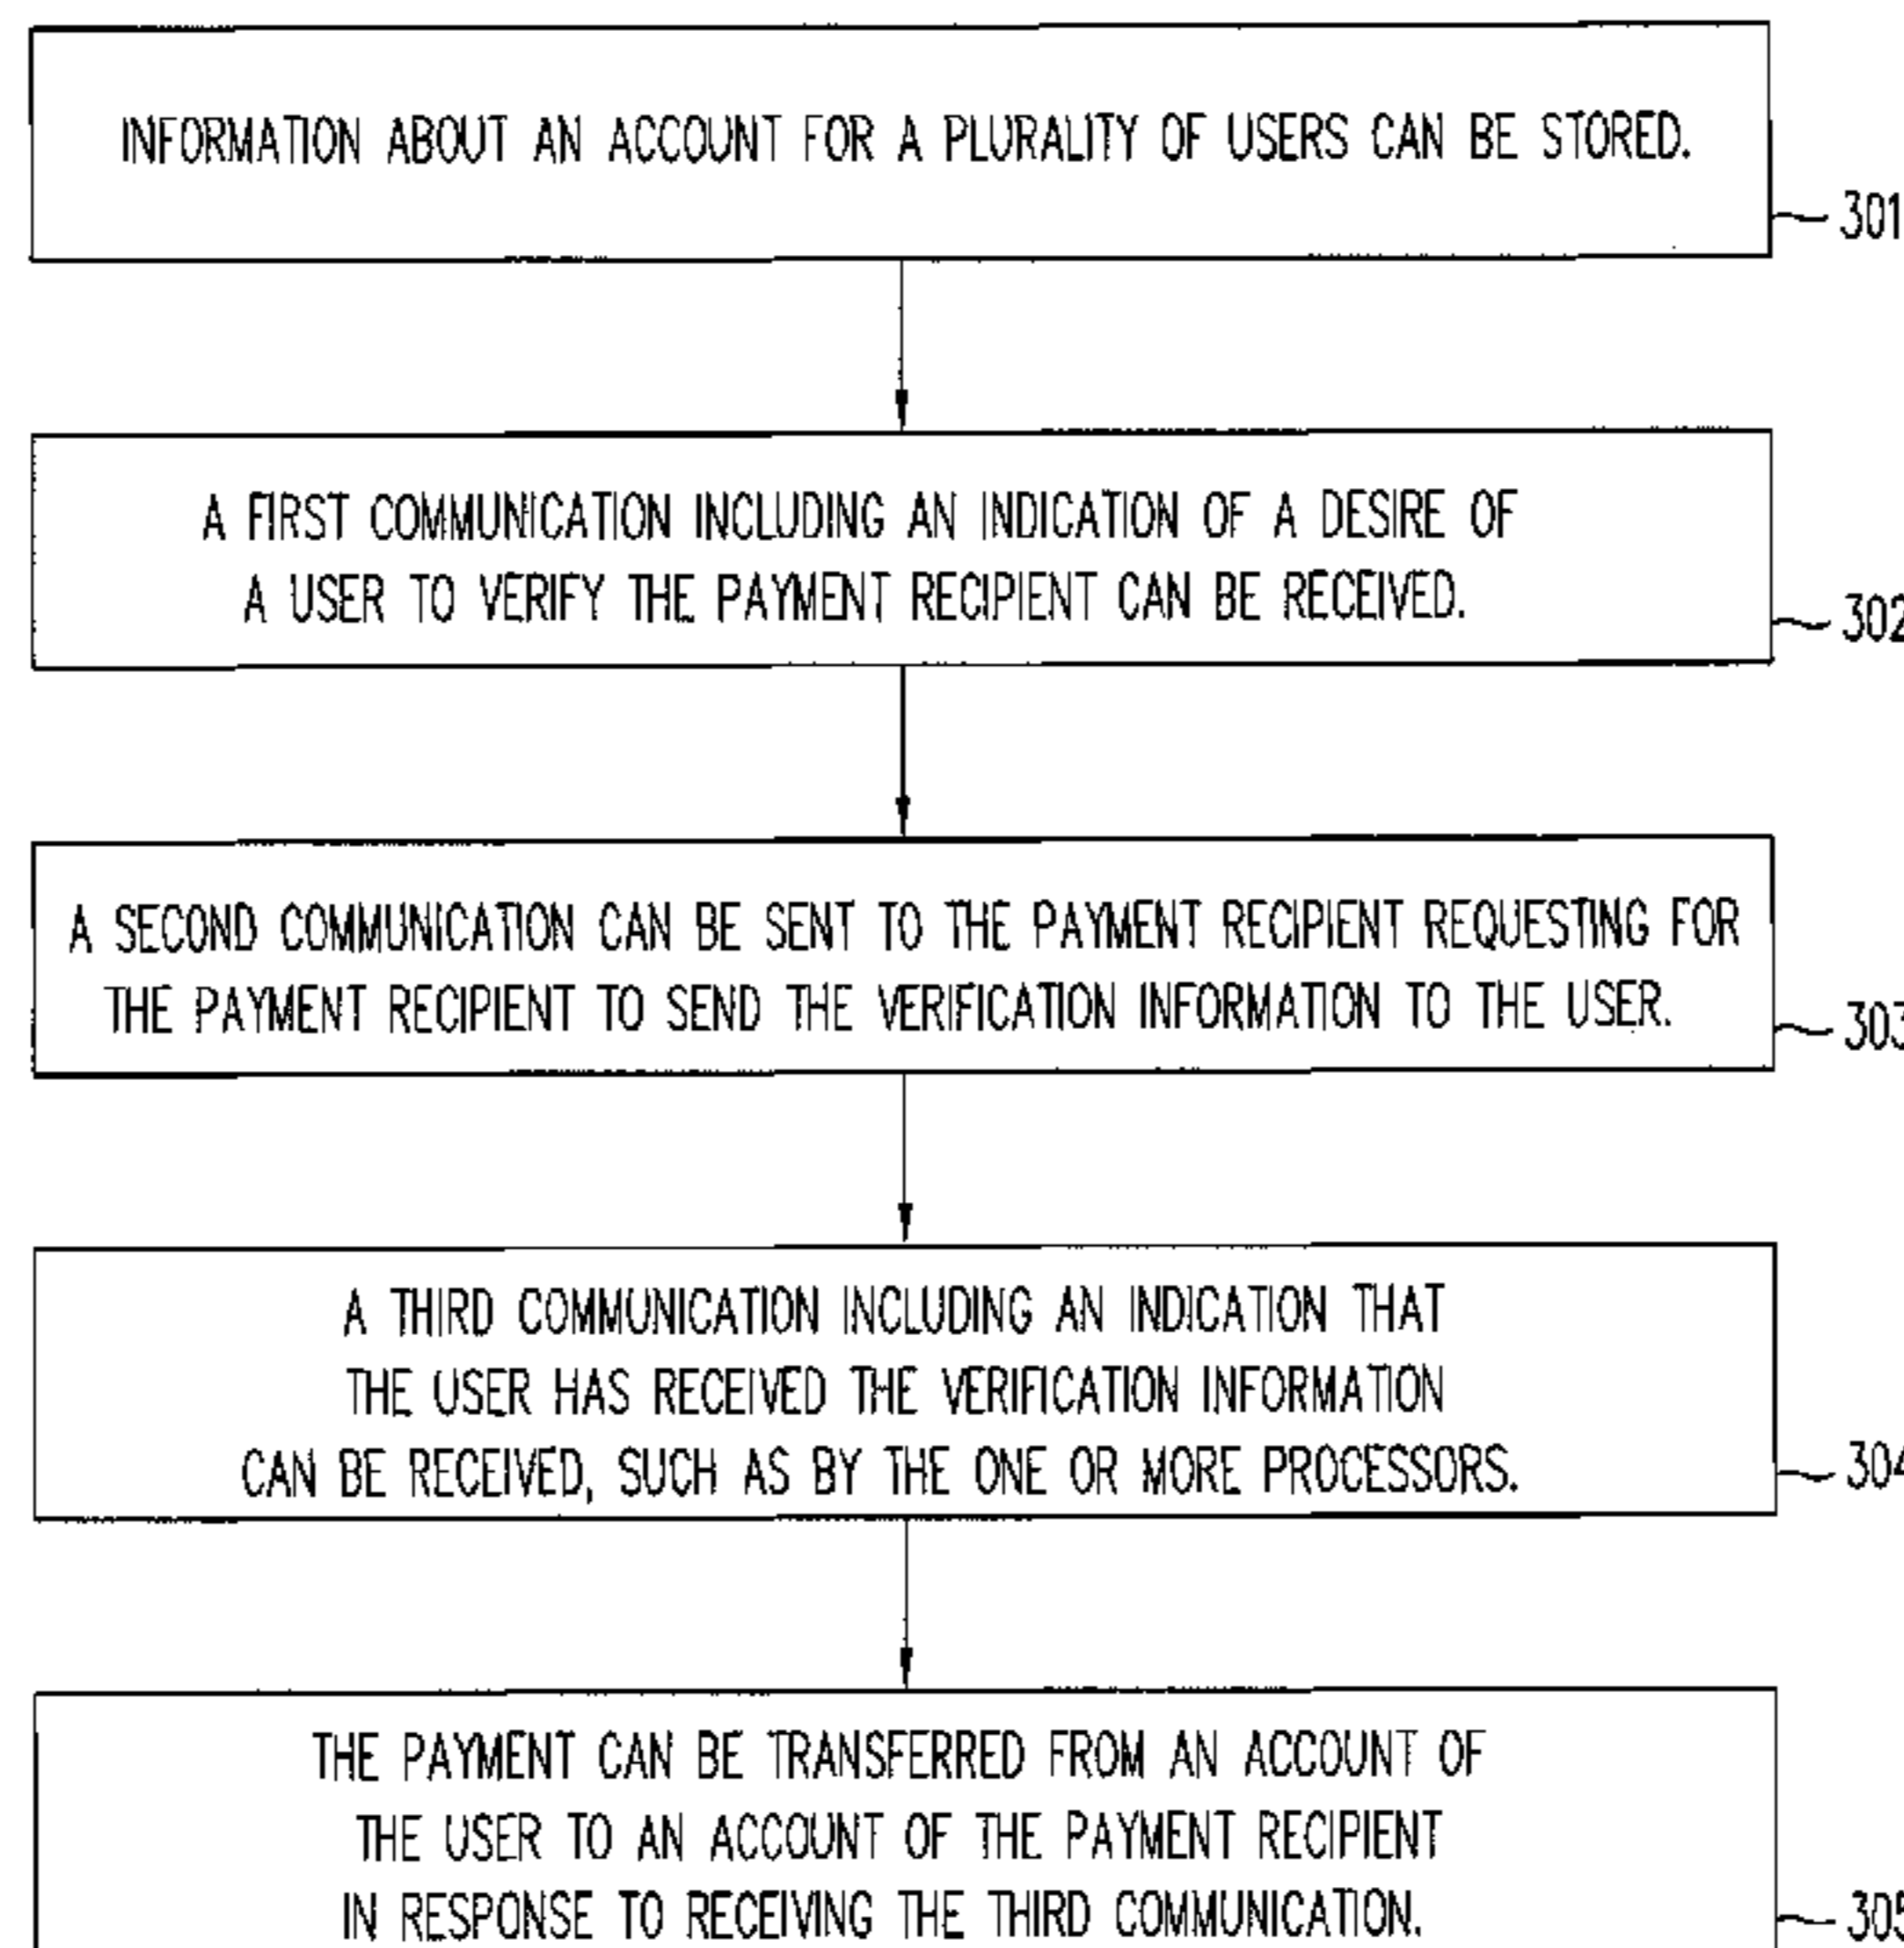 INFORMATION ABOUT AN ACCOUNT FOR A PLURALITY OF USERS CAN BE STORED.
301
A FIRST COMMUNICATION INCLUDING AN INDICATION OF A DESIRE OF
A USER TO VERIFY THE PAYMENT RECIPIENT CAN BE RECEIVED.
302
A SECOND COMMUNICATION CAN BE SENT TO THE PAYMENT RECIPIENT REQUESTING FOR
THE PAYMENT RECIPIENT TO SEND THE VERIFICATION INFORMATION TO THE USER.
303
A THIRD COMMUNICATION INCLUDING AN INDICATION THAT
THE USER HAS RECEIVED THE VERIFICATION INFORMATION
CAN BE RECEIVED, SUCH AS BY THE ONE OR MORE PROCESSORS.
304
THE PAYMENT CAN BE TRANSFERRED FROM AN ACCOUNT OF
THE USER TO AN ACCOUNT OF THE PAYMENT RECIPIENT
IN RESPONSE TO RECEIVING THE THIRD COMMUNICATION.
305